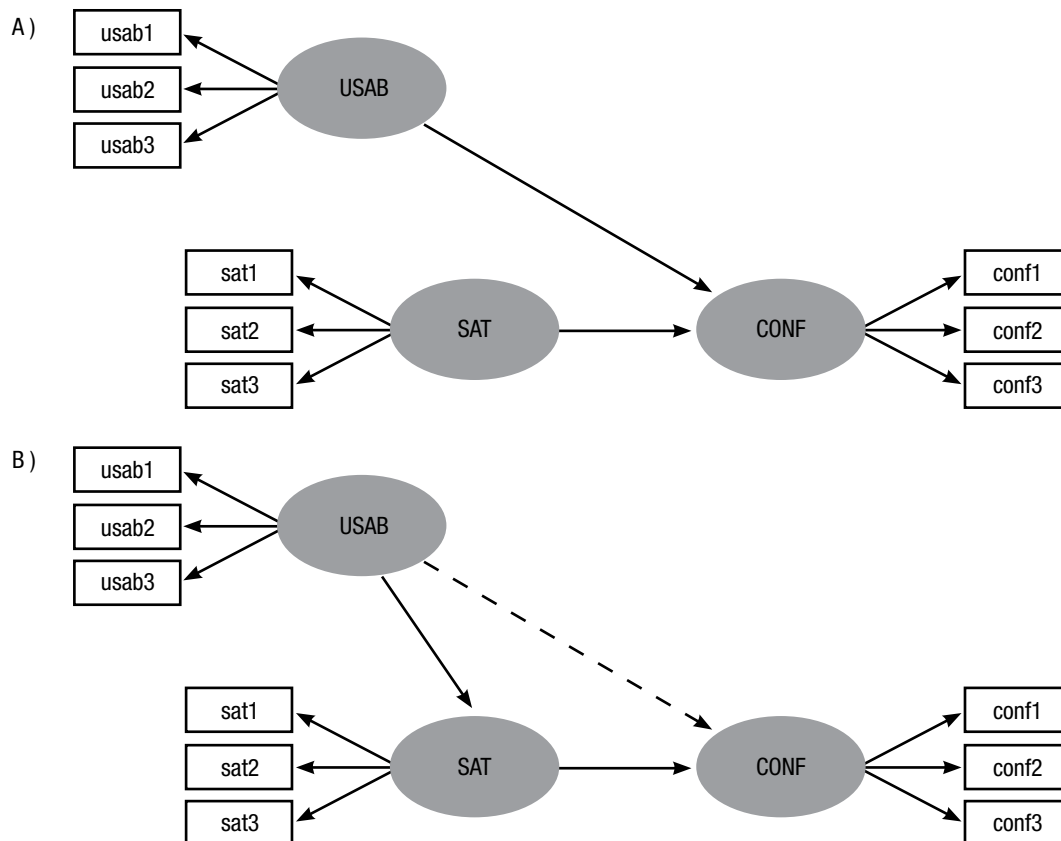 A)
usab1
usab2
usab3
USAB
sat1
sat2
sat3
SAT
CONF
conf1
conf2
conf3
B)
usab1
usab2
usab3
USAB
sat1
sat2
sat3
SAT
CONF
conf1
conf2
conf3